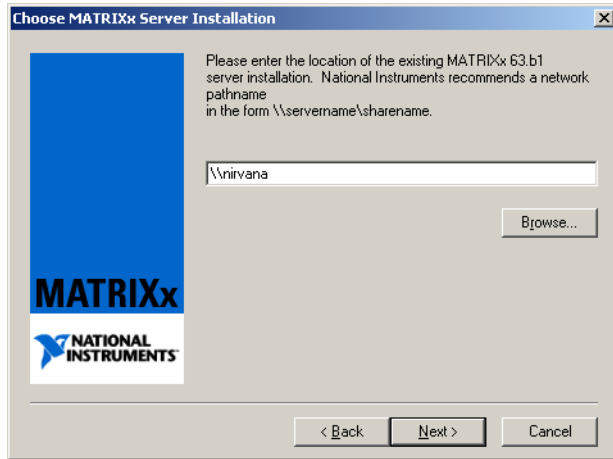 Choose MATRIXx Server Installation
Please enter the location of the existing MATRIXx 63.b1
server installation.  National Instruments recommends a network
pathname
in the form \\servername\sharename.
\\nirvana
Browse...
MATRIXx
NATIONAL
INSTRUMENTS
< Back
Next >
Cancel